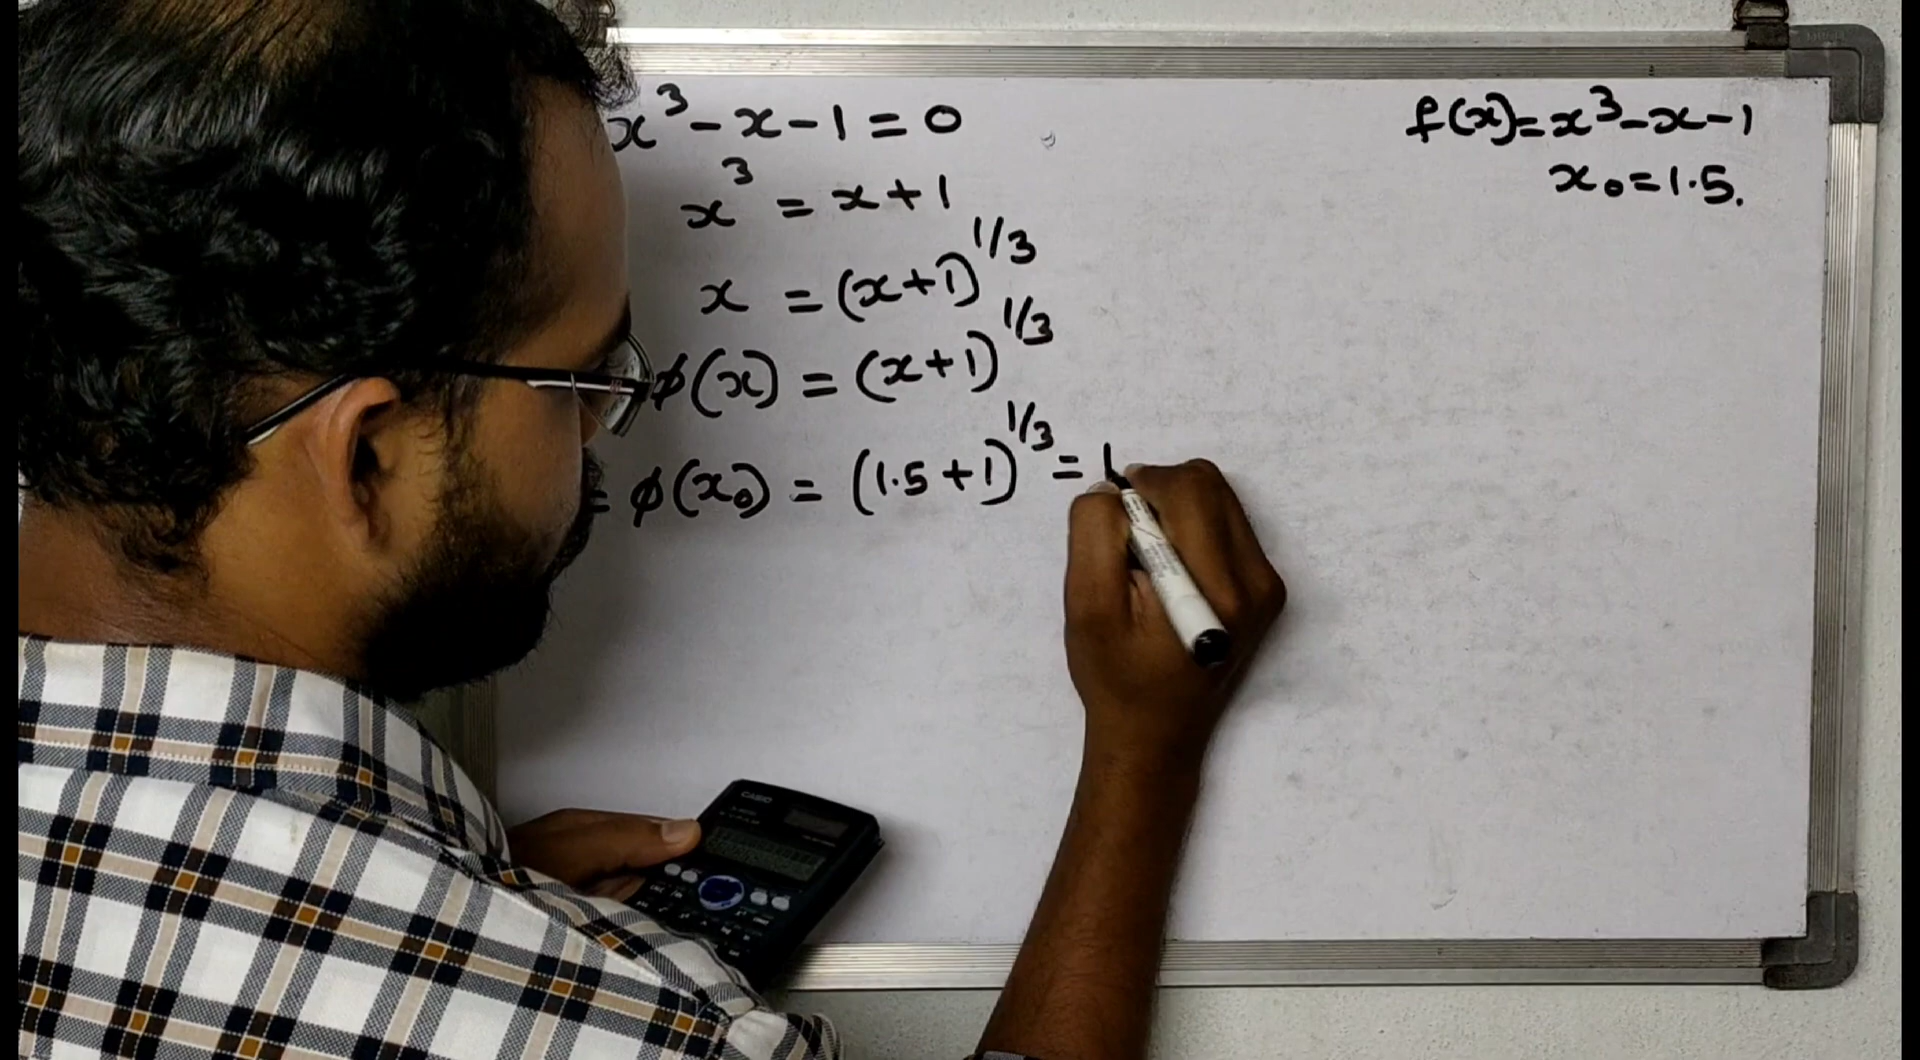 x³ - x - 1 = 0
x³ = x + 1
x = (x+1)^1/3
ϕ(x) = (x+1)^1/3
= ϕ(x₀) = (1.5+1)^1/3 = 1
f(x) = x³ - x - 1
x₀ = 1.5.
CASIO